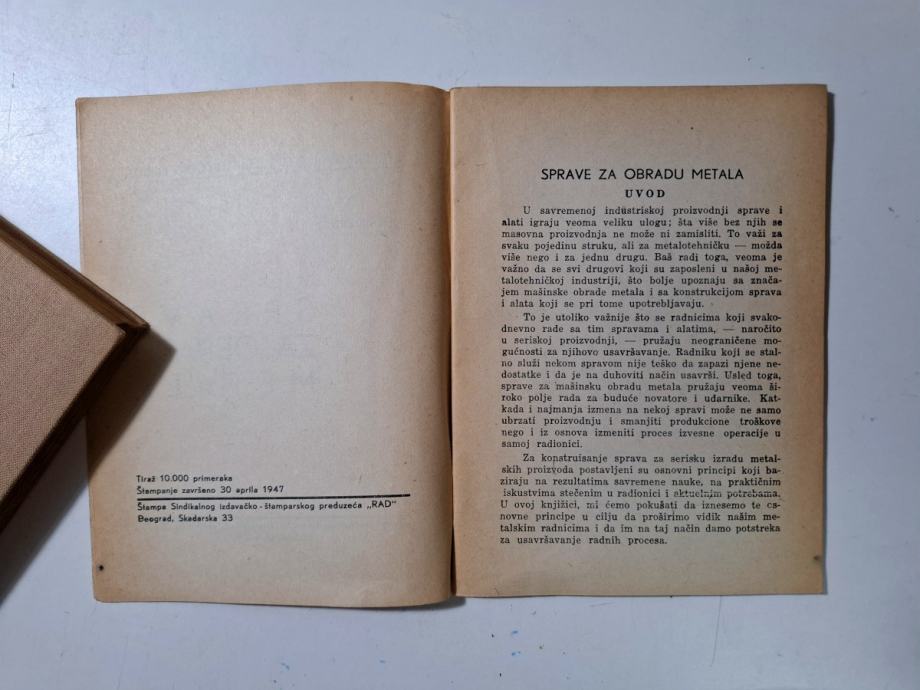 Tiraž 10.000 primeraka
Štampanje završeno 30 aprila 1947
Štampa Sindikalnog izdavačko-štamparskog preduzeća „RAD"
Beograd, Skadarska 33
SPRAVE ZA OBRADU METALA
UVOD
U savremenoj industriskoj proizvodnji sprave i
alati igraju veoma veliku ulogu; šta više bez njih se
masovna proizvodnja ne može ni zamisliti. To važi za
svaku pojedinu struku, ali za metalotehničku — možda
više nego i za jednu drugu. Baš radi toga, veoma je
važno da se svi drugovi koji su zaposleni u našoj me-
talotehničkoj industriji, što bolje upoznaju sa znača-
jem mašinske obrade metala i sa konstrukcijom sprava
i alata koji se pri tome upotrebljavaju.
To je utoliko važnije što se radnicima koji svako-
dnevno rade sa tim spravama i alatima, — naročito
u seriskoj proizvodnji, — pružaju neograničene mo-
gućnosti za njihovo usavršavanje. Radniku koji se stal-
no služi nekom spravom nije teško da zapazi njene ne-
dostatke i da je na duhoviti način usavrši. Usled toga,
sprave za mašinsku obradu metala pružaju veoma ši-
roko polje rada za buduće novatore i udarnike. Kat-
kada i najmanja izmena na nekoj spravi može ne samo
ubrzati proizvodnju i smanjiti produkcione troškove
nego i iz osnova izmeniti proces izvesne operacije u
samoj radionici.
Za konstruisanje sprava za serisku izradu metal-
skih proizvoda postavljeni su osnovni principi koji ba-
ziraju na rezultatima savremene nauke, na praktičnim
iskustvima stečenim u radionici i aktuelnim potrebama.
U ovoj knjižici, mi ćemo pokušati da iznesemo te os-
novne principe u cilju da proširimo vidik našim me-
talskim radnicima i da im na taj način damo potstreka
za usavršavanje radnih procesa.